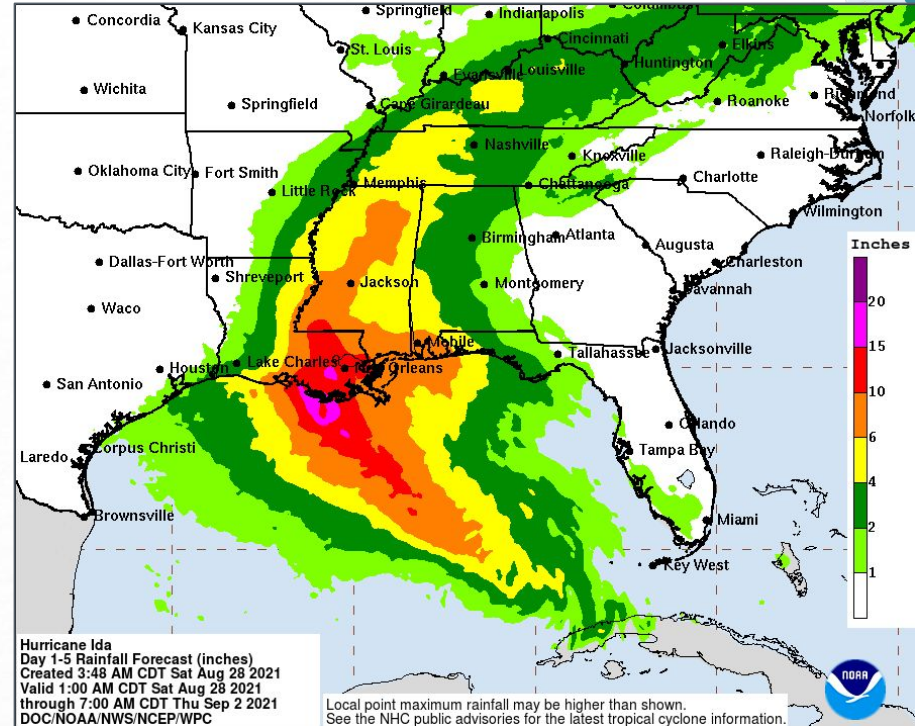 Springfield
Indianapolis
Columbus
Concordia
Kansas City
Cincinnati
Elkins
St. Louis
Evansville
Louisville
Huntington
Wichita
Springfield
Cape Girardeau
Roanoke
Richmond
Norfolk
Nashville
Knoxville
Raleigh-Durham
Oklahoma City
Fort Smith
Charlotte
Little Rock
Memphis
Chattanooga
Wilmington
Birmingham
Atlanta
Augusta
Inches
Dallas-Fort Worth
Charleston
Shreveport
Jackson
Montgomery
Savannah
20
Waco
Mobile
15
Tallahassee
Jacksonville
Houston
Lake Charles
New Orleans
San Antonio
10
Orlando
6
Corpus Christi
Tampa Bay
Laredo
4
Brownsville
Miami
2
Key West
1
Hurricane Ida
Day 1-5 Rainfall Forecast (inches)
Created 3:48 AM CDT Sat Aug 28 2021
Valid 1:00 AM CDT Sat Aug 28 2021
through 7:00 AM CDT Thu Sep 2 2021
DOC/NOAA/NWS/NCEP/WPC
Local point maximum rainfall may be higher than shown.
See the NHC public advisories for the latest tropical cyclone information.
NOAA